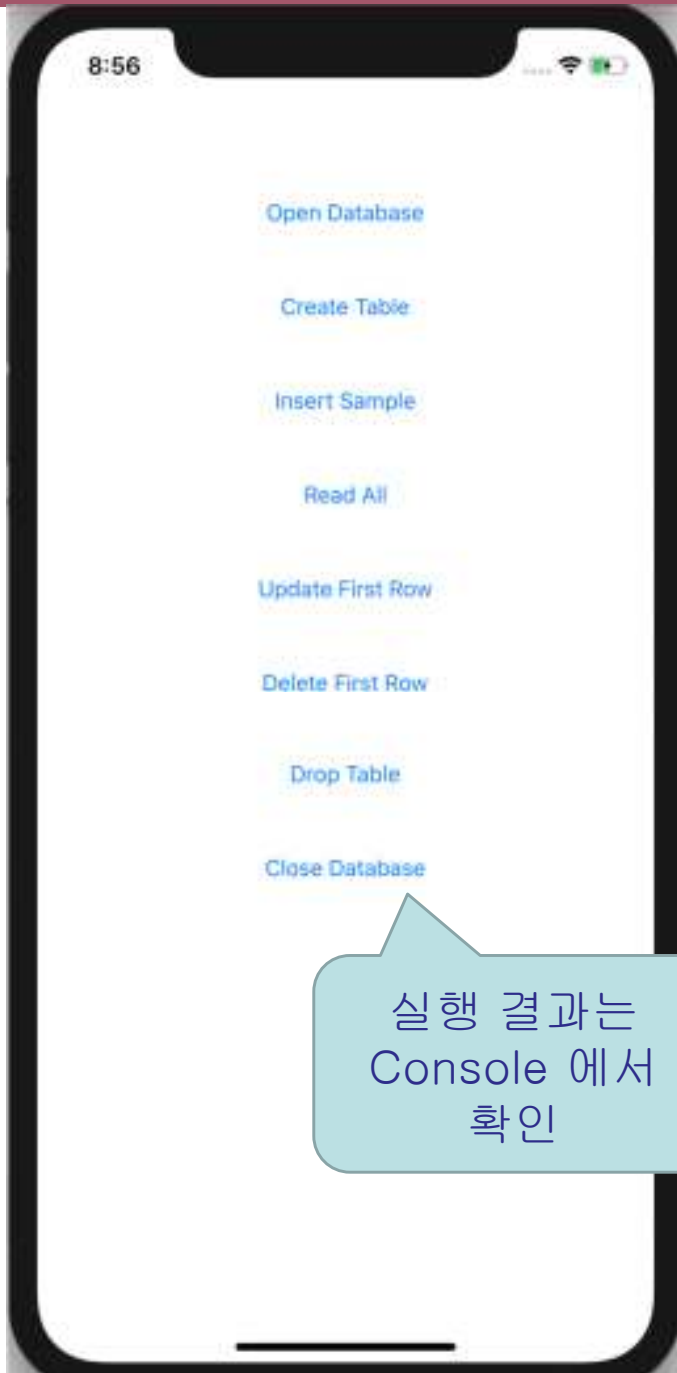 8:56
Open Database
Create Table
Insert Sample
Read All
Update First Row
Delete First Row
Drop Table
Close Database
실행 결과는
Console 에서
확인